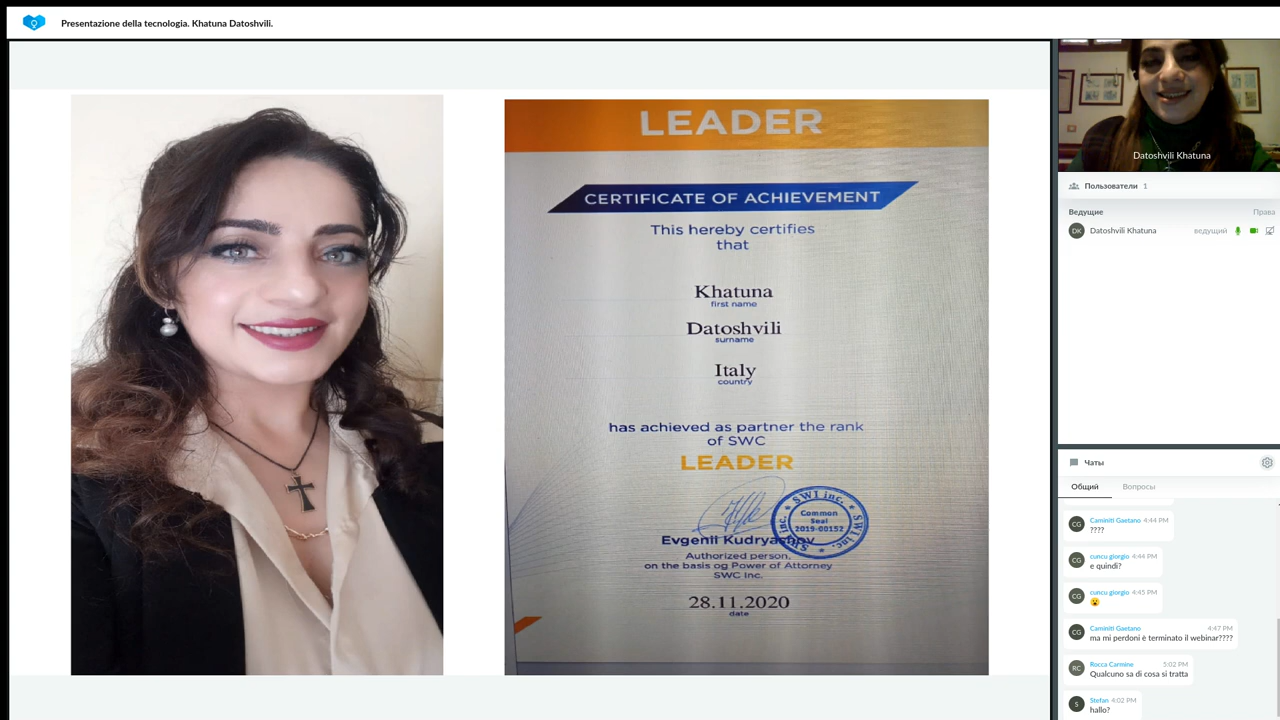 Presentazione della tecnologia. Khatuna Datoshvili.
LEADER
CERTIFICATE OF ACHIEVEMENT
This hereby certifies
that
Khatuna
first name
Datoshvili
surname
Italy
country
has achieved as partner the rank
of SWC
LEADER
SWI inc.
SWI inc.
Common
Seal
2019-00152
Evgenii Kudryashov
Authorized person,
on the basis og Power of Attorney
SWC Inc.
28.11.2020
date
Datoshvili Khatuna
Пользователи 1
Ведущие Права
DK Datoshvili Khatuna ведущий
Чаты
Общий Вопросы
CG Caminiti Gaetano 4:44 PM
????
CG cuncu giorgio 4:44 PM
e quindi?
CG cuncu giorgio 4:45 PM
😮
CG Caminiti Gaetano 4:47 PM
ma mi perdoni è terminato il webinar????
RC Rocca Carmine 5:02 PM
Qualcuno sa di cosa si tratta
S Stefan 4:02 PM
hallo?